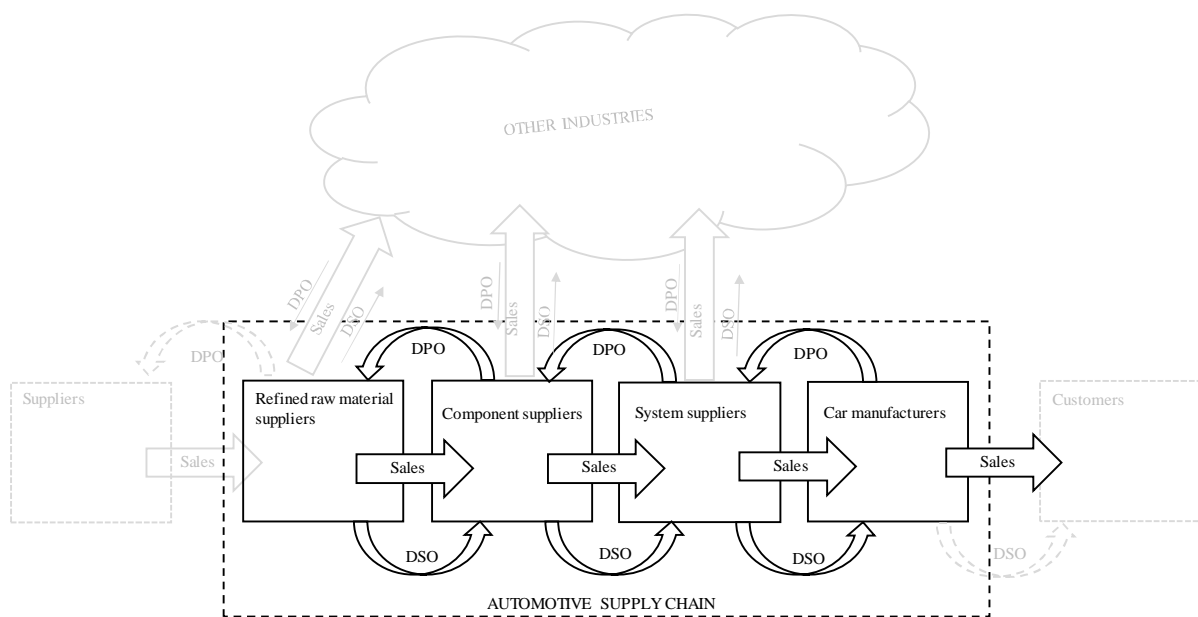 OTHER INDUSTRIES
DPO
Sales
DSO
DPO
Sales
DSO
DPO
Sales
DSO
DPO
DPO
DPO
DPO
Suppliers
Refined raw material
suppliers
Component suppliers
System suppliers
Car manufacturers
Customers
Sales
Sales
Sales
Sales
Sales
DSO
DSO
DSO
DSO
AUTOMOTIVE SUPPLY CHAIN